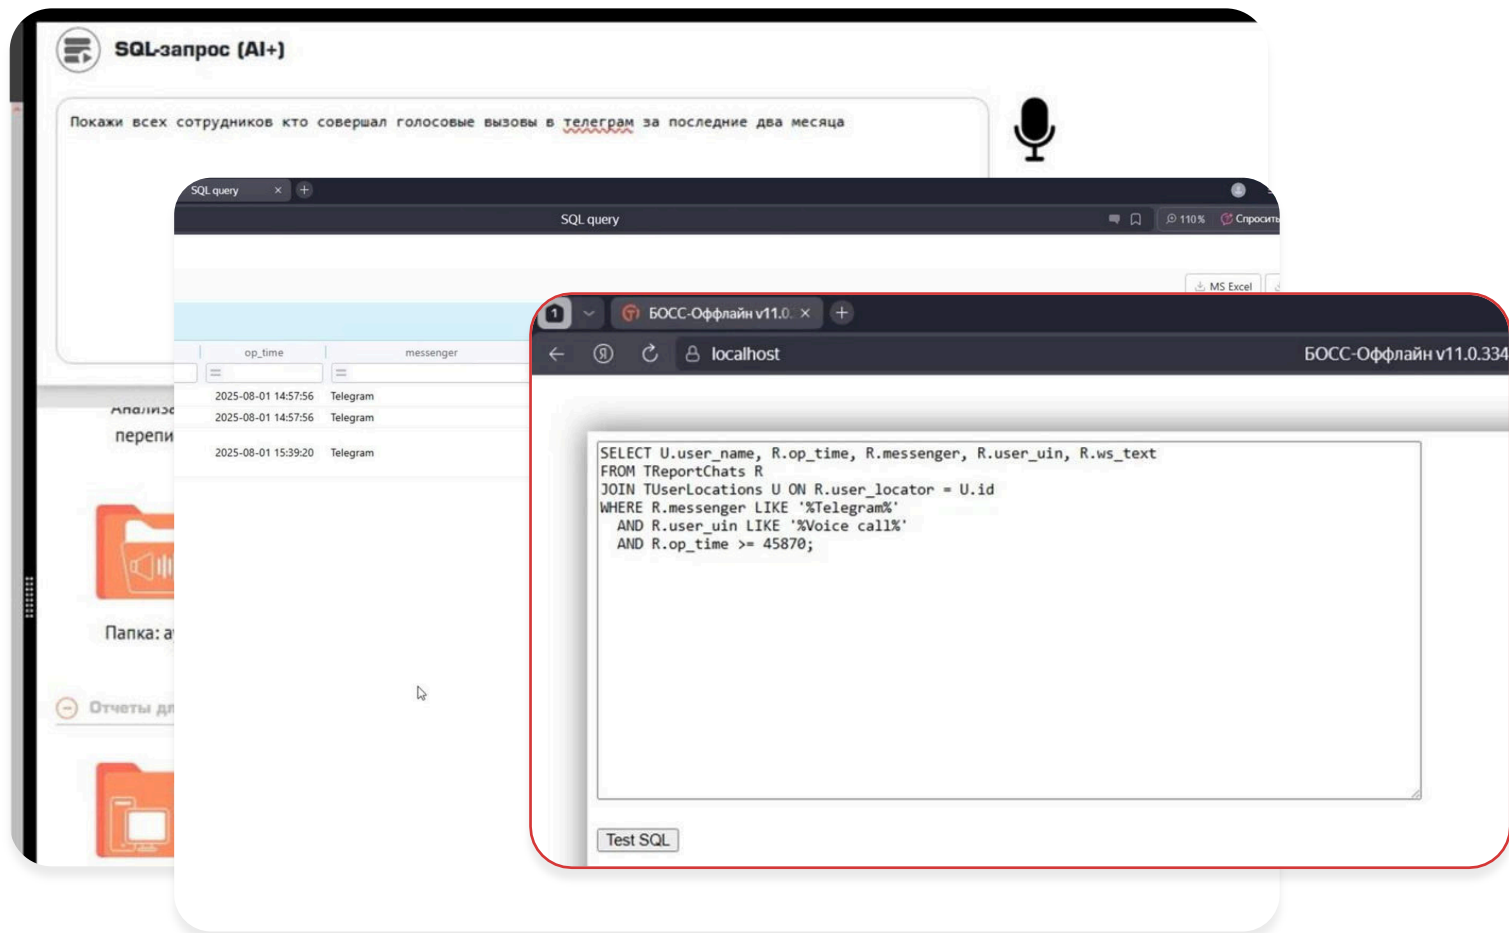 SQL-запрос (AI+)
Покажи всех сотрудников кто совершал голосовые вызовы в телеграм за последние два месяца
SQL query
SQL query
110%
MS Excel
op_time messenger
2025-08-01 14:57:56 Telegram
2025-08-01 14:57:56 Telegram
2025-08-01 15:39:20 Telegram
Папка:
1
БОСС-Оффлайн v11.0.
localhost
БОСС-Оффлайн v11.0.334
SELECT U.user_name, R.op_time, R.messenger, R.user_uin, R.ws_text
FROM TReportChats R
JOIN TUserLocations U ON R.user_locator = U.id
WHERE R.messenger LIKE '%Telegram%'
AND R.user_uin LIKE '%Voice call%'
AND R.op_time >= 45870;
Test SQL
Отчеты